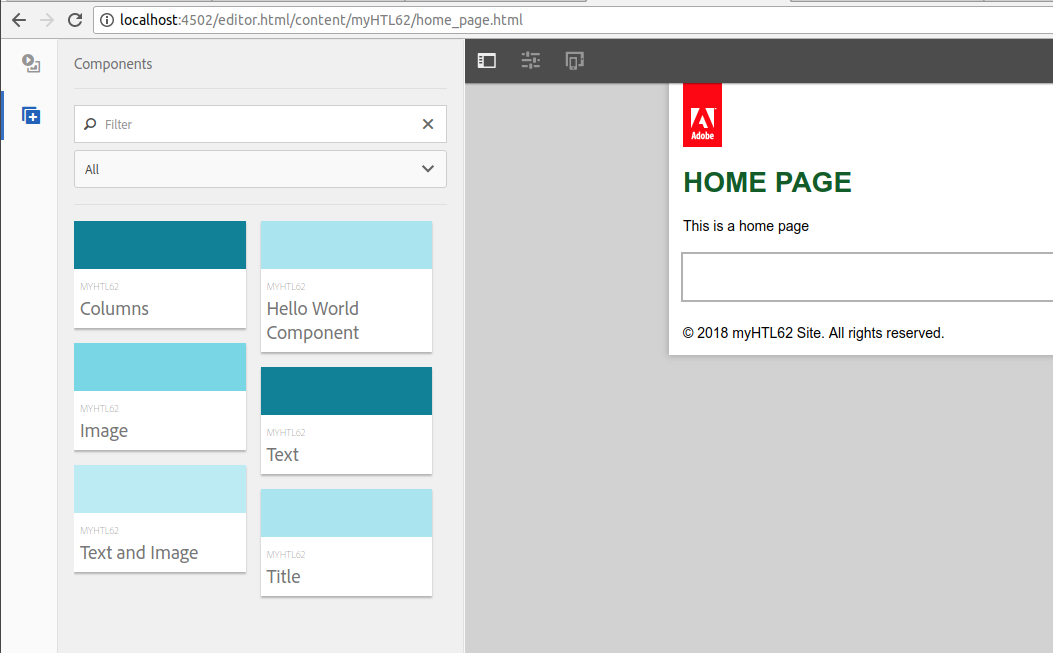 localhost:4502/editor.html/content/myHTL62/home_page.html
Components
Filter
All
MYHTL62
Columns
MYHTL62
Hello World
Component
MYHTL62
Image
MYHTL62
Text
MYHTL62
Text and Image
MYHTL62
Title
Adobe
HOME PAGE
This is a home page
© 2018 myHTL62 Site. All rights reserved.